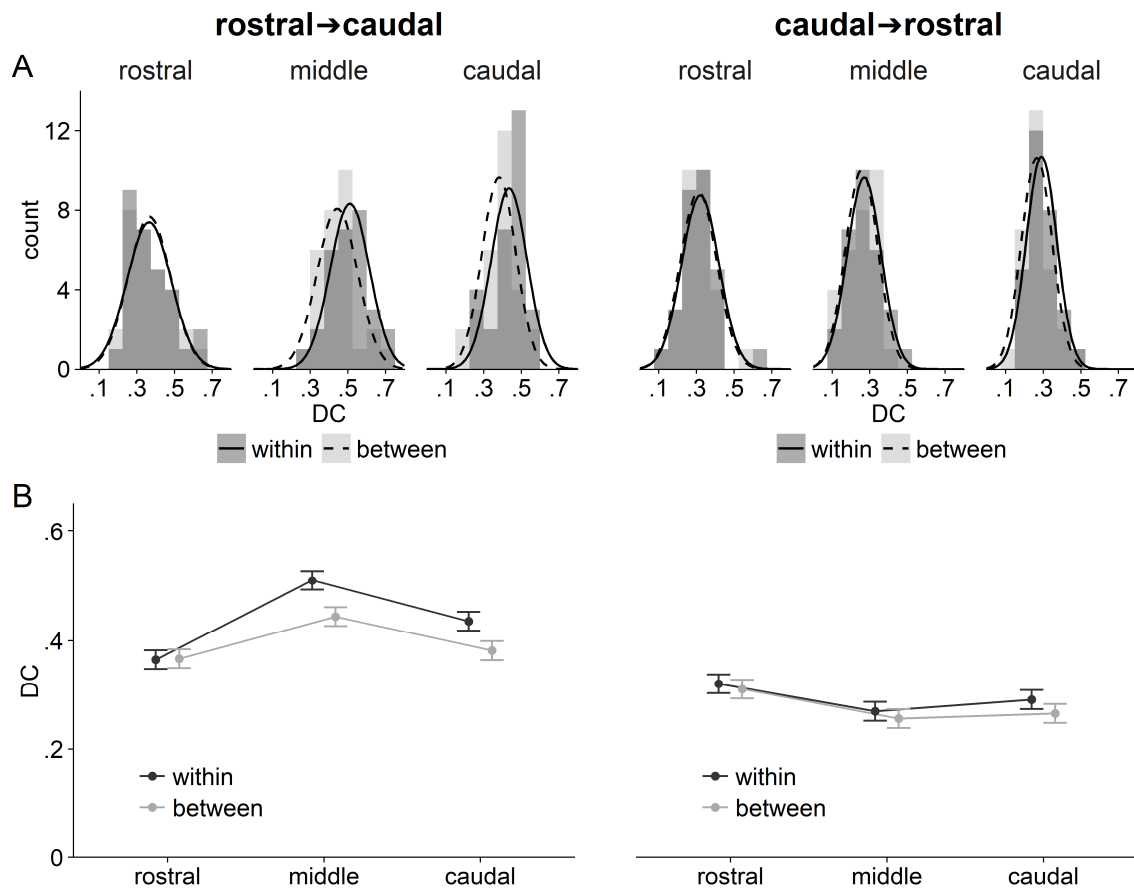 rostral→caudal caudal→rostral
A
rostral middle caudal rostral middle caudal
12
8
4
0
count
.1 .3 .5 .7 .1 .3 .5 .7 .1 .3 .5 .7 .1 .3 .5 .7 .1 .3 .5 .7 .1 .3 .5 .7
DC DC
within between within between
B
.6
.4
.2
0
DC
within within
between between
rostral middle caudal rostral middle caudal